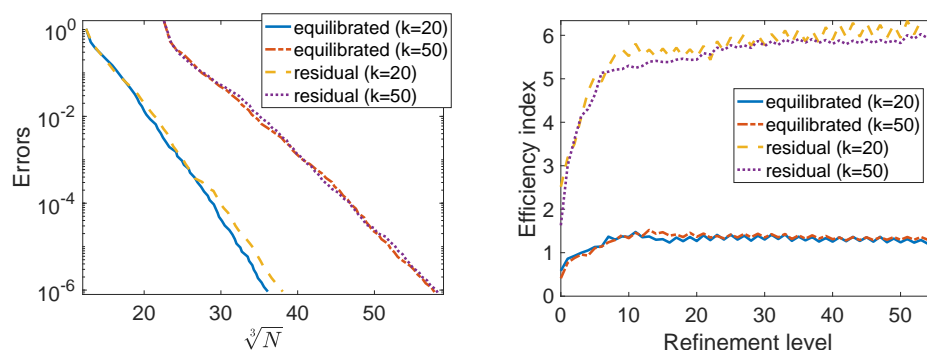 10^0
10^-2
10^-4
10^-6
Errors
20
30
40
50
∛N
equilibrated (k=20)
equilibrated (k=50)
residual (k=20)
residual (k=50)
6
5
4
3
2
1
0
Efficiency index
0
10
20
30
40
50
Refinement level
equilibrated (k=20)
equilibrated (k=50)
residual (k=20)
residual (k=50)